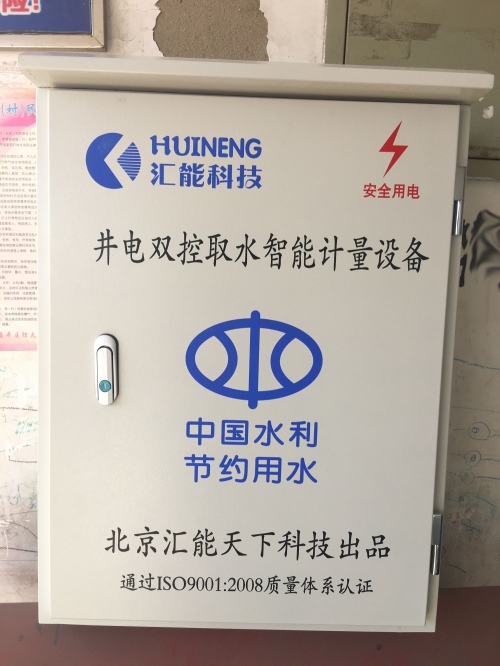 险!
村 民
HUINENG
汇能科技
安全用电
井电双控取水智能计量设备
中国水利
节约用水
北京汇能天下科技出品
通过ISO9001:2008质量体系认证